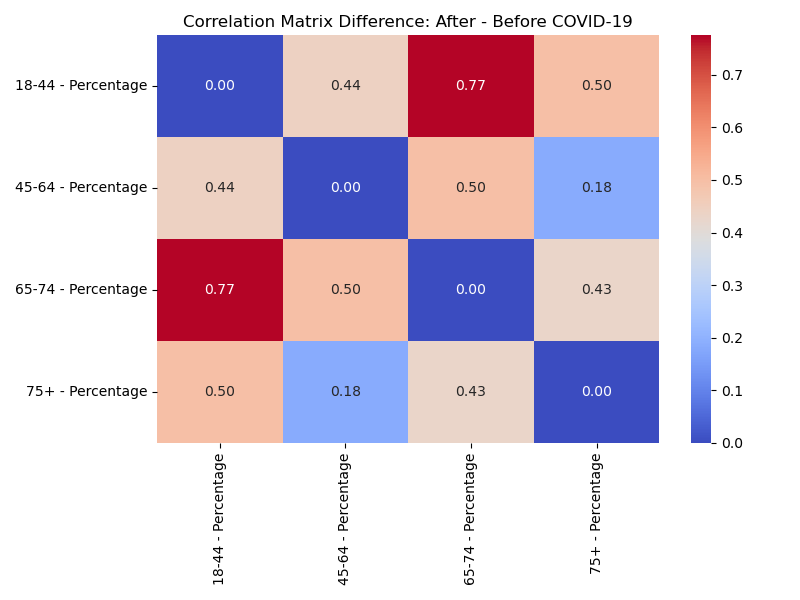 Correlation Matrix Difference: After - Before COVID-19
18-44 - Percentage
0.00
0.44
0.77
0.50
45-64 - Percentage
0.44
0.00
0.50
0.18
65-74 - Percentage
0.77
0.50
0.00
0.43
75+ - Percentage
0.50
0.18
0.43
0.00
18-44 - Percentage
45-64 - Percentage
65-74 - Percentage
75+ - Percentage
0.7
0.6
0.5
0.4
0.3
0.2
0.1
0.0